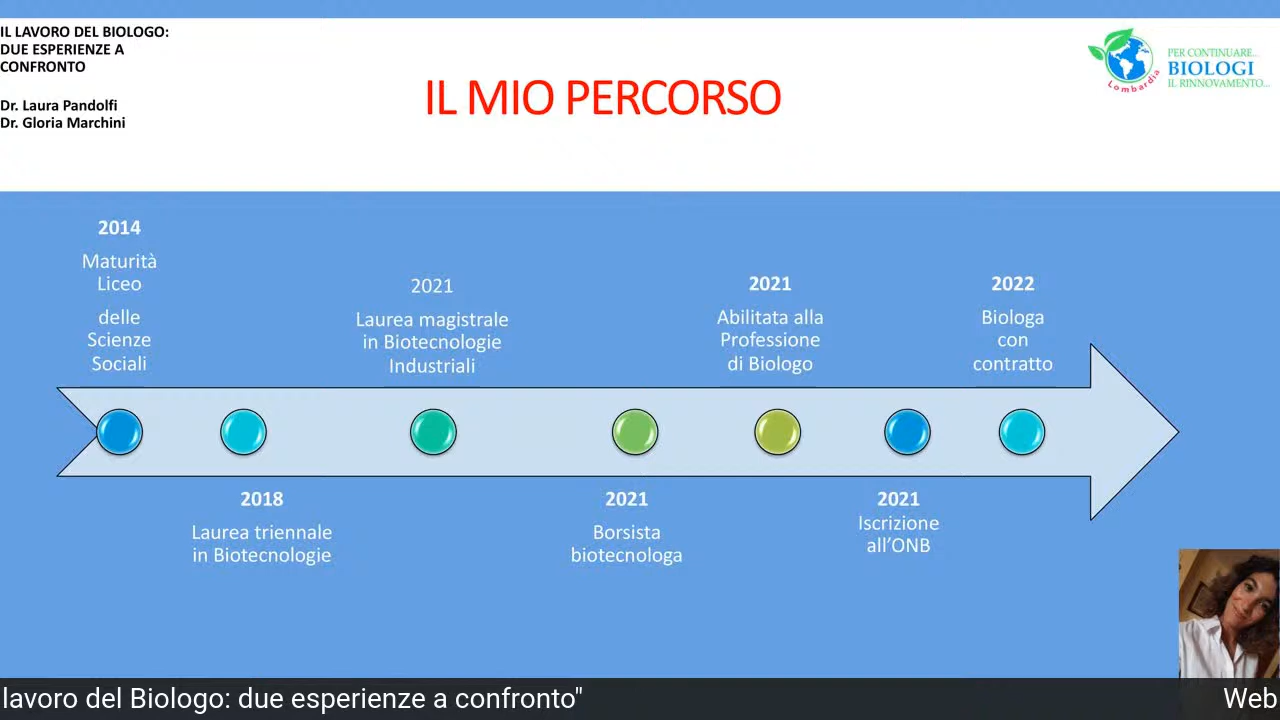 IL LAVORO DEL BIOLOGO:
DUE ESPERIENZE A
CONFRONTO
Dr. Laura Pandolfi
Dr. Gloria Marchini
IL MIO PERCORSO
PER CONTINUARE...
BIOLOGI
IL RINNOVAMENTO...
Lombardia
2014
Maturità
Liceo
delle
Scienze
Sociali
2018
Laurea triennale
in Biotecnologie
2021
Laurea magistrale
in Biotecnologie
Industriali
2021
Borsista
biotecnologa
2021
Abilitata alla
Professione
di Biologo
2021
Iscrizione
all’ONB
2022
Biologa
con
contratto
lavoro del Biologo: due esperienze a confronto"
Web